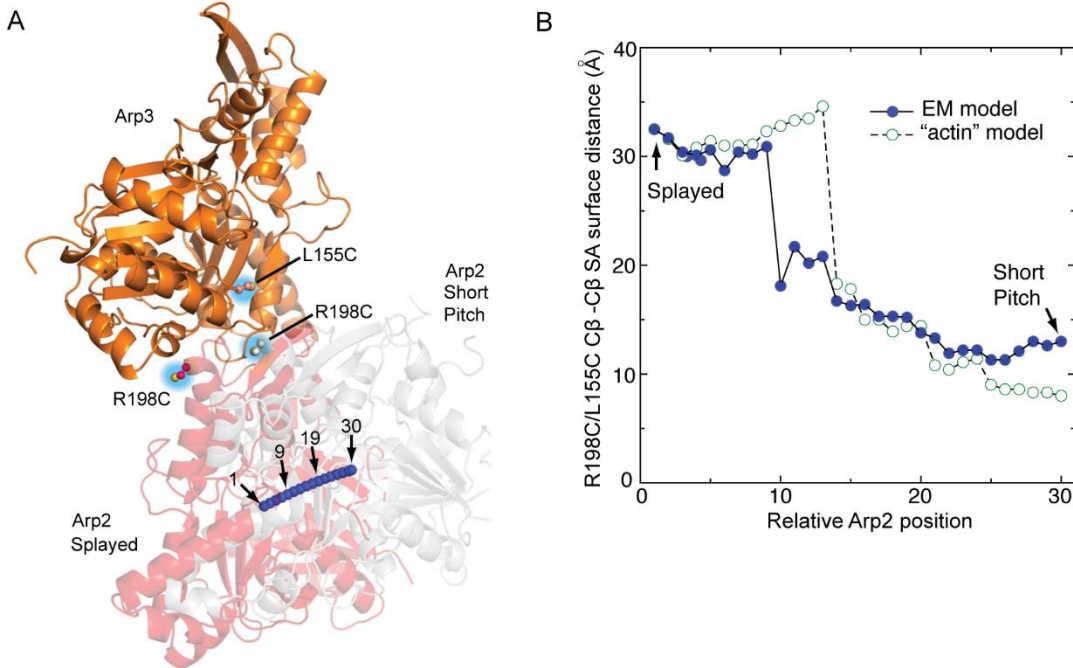 A
Arp3
L155C
Arp2
Short
Pitch
R198C
R198C
1
9
19
30
Arp2
Splayed
B
R198C/L155C Cβ -Cβ SA surface distance (Å)
40
30
20
10
0
EM model
"actin" model
Splayed
Short
Pitch
0
10
20
30
Relative Arp2 position